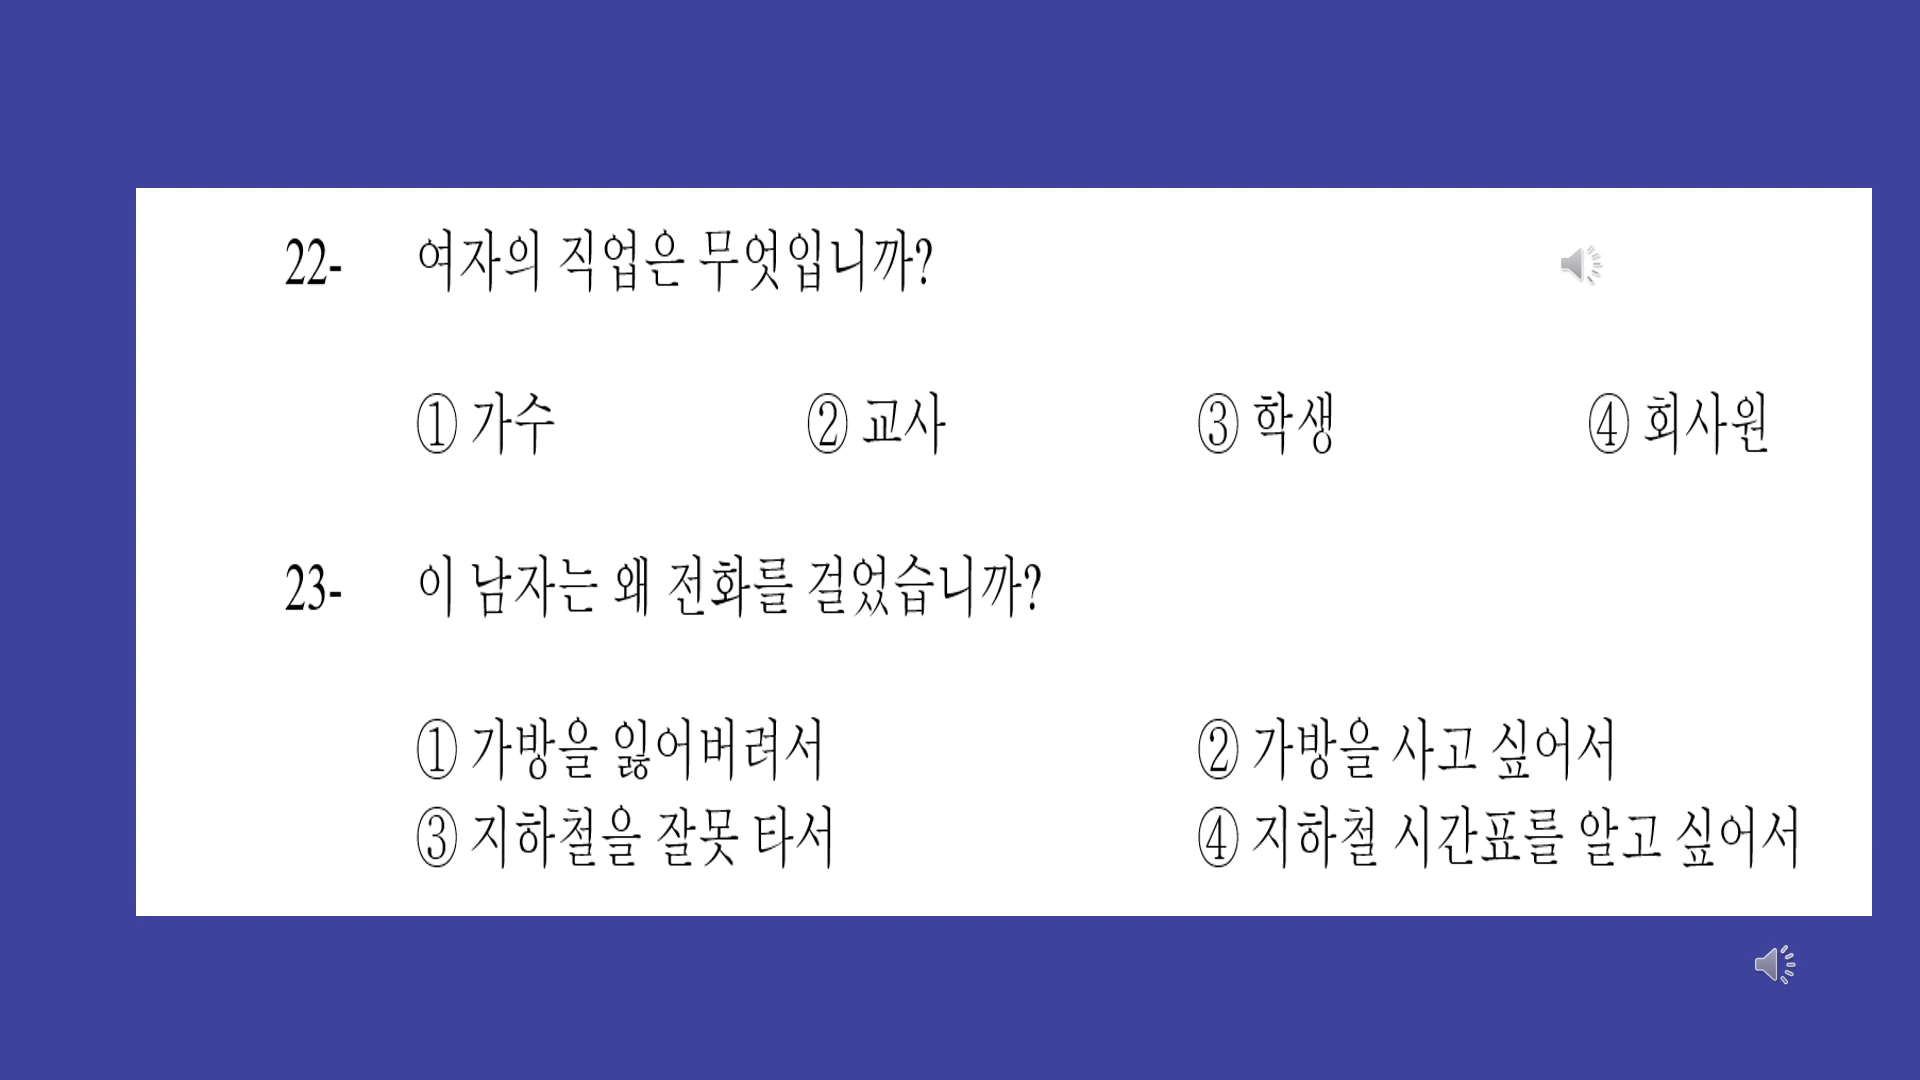 22- 여자의 직업은 무엇입니까?
① 가수 ② 교사 ③ 학생 ④ 회사원
23- 이 남자는 왜 전화를 걸었습니까?
① 가방을 잃어버려서 ② 가방을 사고 싶어서
③ 지하철을 잘못 타서 ④ 지하철 시간표를 알고 싶어서